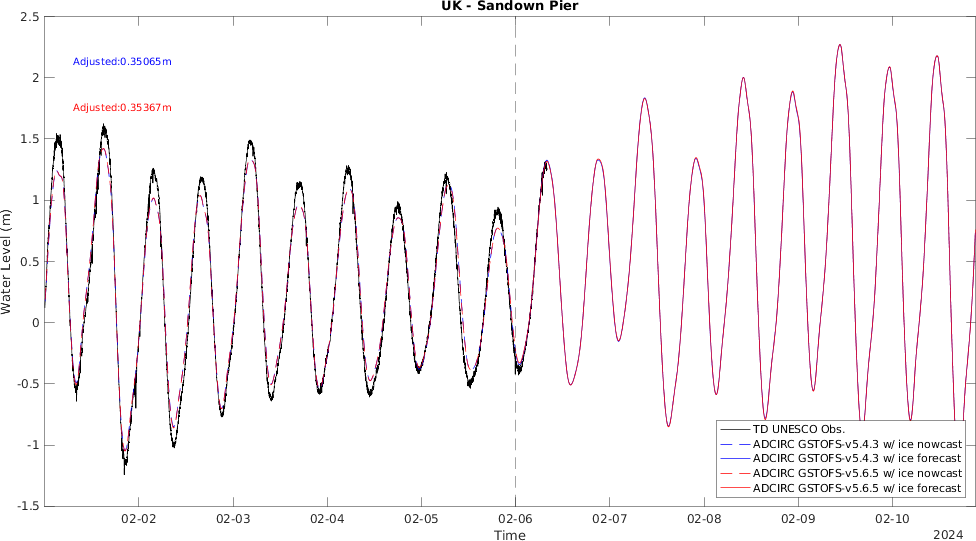 UK - Sandown Pier
2.5
2
1.5
1
0.5
0
-0.5
-1
-1.5
Water Level (m)
Adjusted:0.35065m
Adjusted:0.35367m
TD UNESCO Obs.
ADCIRC GSTOFS-v5.4.3 w/ ice nowcast
ADCIRC GSTOFS-v5.4.3 w/ ice forecast
ADCIRC GSTOFS-v5.6.5 w/ ice nowcast
ADCIRC GSTOFS-v5.6.5 w/ ice forecast
02-02 02-03 02-04 02-05 02-06 02-07 02-08 02-09 02-10
Time
2024